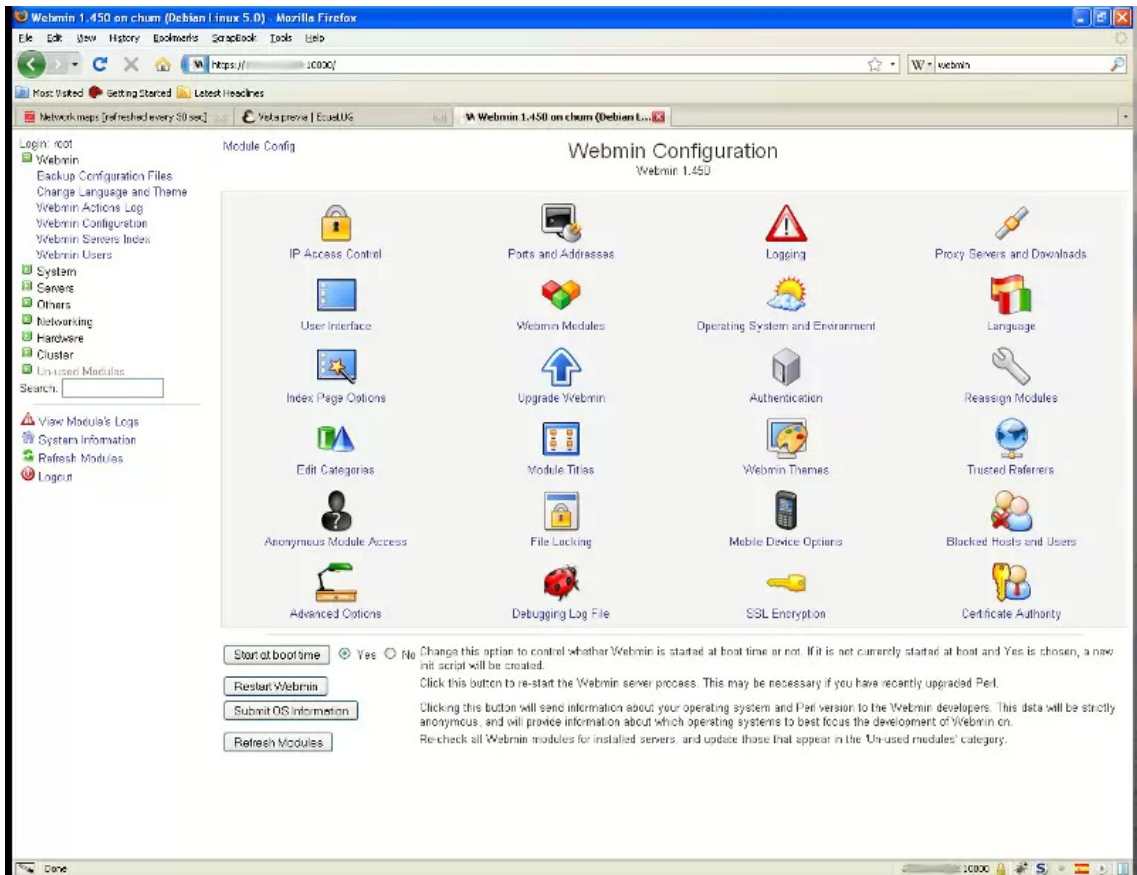 Webmin 1.450 on chum (Debian Linux 5.0) - Mozilla Firefox
File Edit View History Bookmarks ScrapBook Tools Help
https:// :10000/
W webmin
Most Visited Getting Started Latest Headlines
Network maps [refreshed every 30 sec] Vista previa | EcuaLUG Webmin 1.450 on chum (Debian L...
Login: root
Webmin
Backup Configuration Files
Change Language and Theme
Webmin Actions Log
Webmin Configuration
Webmin Servers Index
Webmin Users
System
Servers
Others
Networking
Hardware
Cluster
Un-used Modules
Search:
View Module's Logs
System Information
Refresh Modules
Logout
Module Config
Webmin Configuration
Webmin 1.450
IP Access Control Ports and Addresses Logging Proxy Servers and Downloads
User Interface Webmin Modules Operating System and Environment Language
Index Page Options Upgrade Webmin Authentication Reassign Modules
Edit Categories Module Titles Webmin Themes Trusted Referrers
Anonymous Module Access File Locking Mobile Device Options Blocked Hosts and Users
Advanced Options Debugging Log File SSL Encryption Certificate Authority
Start at boot time Yes No Change this option to control whether Webmin is started at boot time or not. If it is not currently started at boot and Yes is chosen, a new
init script will be created.
Restart Webmin Click this button to re-start the Webmin server process. This may be necessary if you have recently upgraded Perl.
Submit OS Information Clicking this button will send information about your operating system and Perl version to the Webmin developers. This data will be strictly
anonymous, and will provide information about which operating systems to best focus the development of Webmin on.
Refresh Modules Re-check all Webmin modules for installed servers, and update those that appear in the 'Un-used modules' category.
Done
:10000